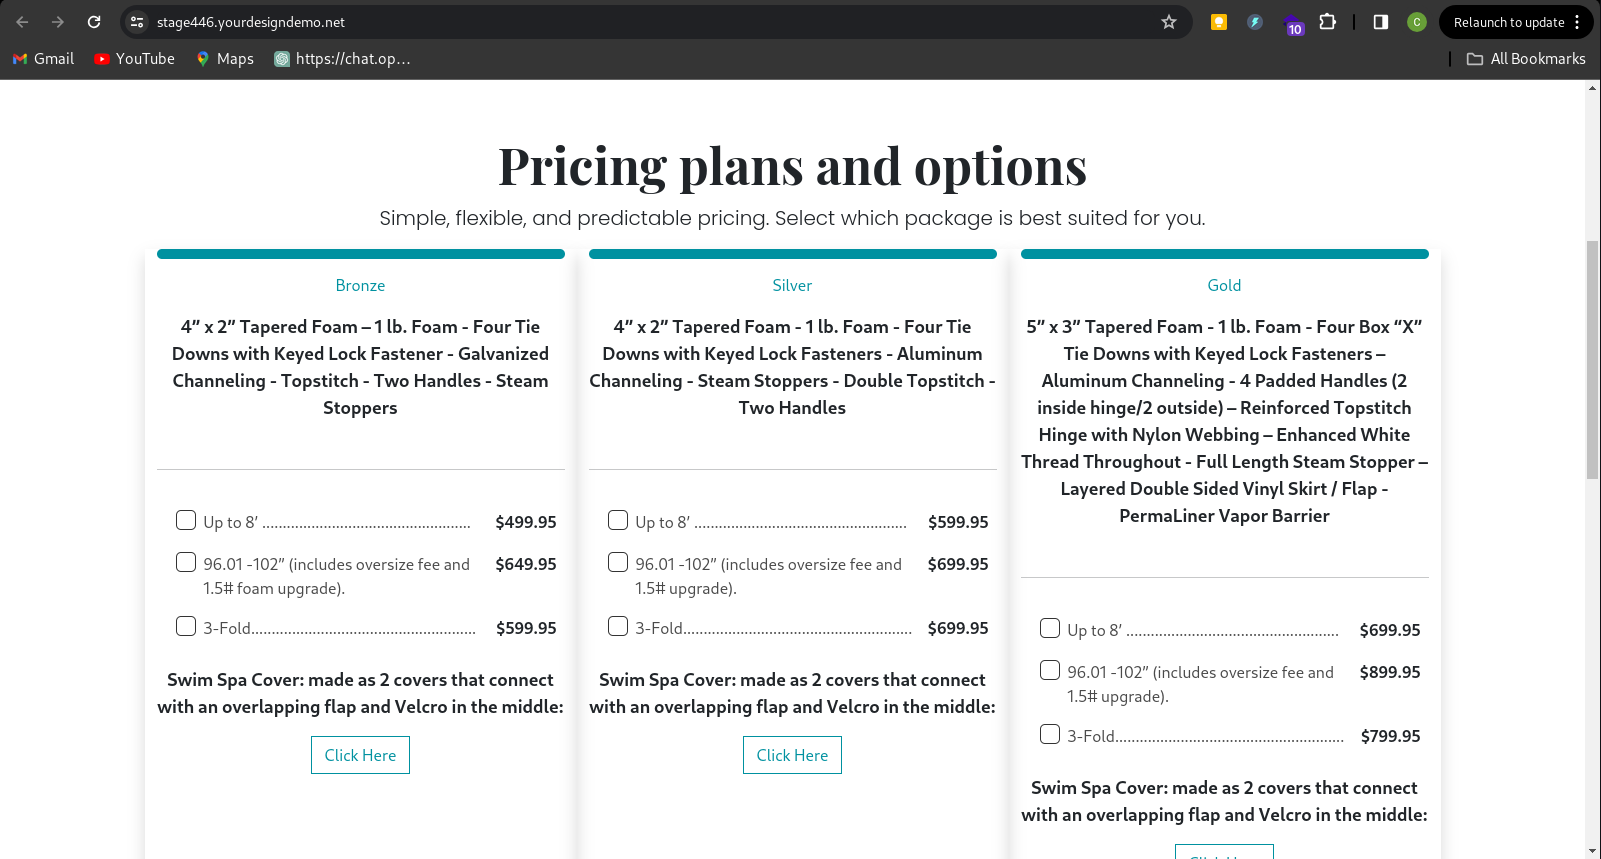 stage446.yourdesigndemo.net
10
C
Relaunch to update
Gmail
YouTube
Maps
https://chat.op...
All Bookmarks
Pricing plans and options
Simple, flexible, and predictable pricing. Select which package is best suited for you.
Bronze
4” x 2” Tapered Foam – 1 lb. Foam - Four Tie
Downs with Keyed Lock Fastener - Galvanized
Channeling - Topstitch - Two Handles - Steam
Stoppers
Up to 8’ .................................................. $499.95
96.01 -102” (includes oversize fee and $649.95
1.5# foam upgrade).
3-Fold...................................................... $599.95
Swim Spa Cover: made as 2 covers that connect
with an overlapping flap and Velcro in the middle:
Click Here
Silver
4” x 2” Tapered Foam - 1 lb. Foam - Four Tie
Downs with Keyed Lock Fasteners - Aluminum
Channeling - Steam Stoppers - Double Topstitch -
Two Handles
Up to 8’ ................................................... $599.95
96.01 -102” (includes oversize fee and $699.95
1.5# upgrade).
3-Fold....................................................... $699.95
Swim Spa Cover: made as 2 covers that connect
with an overlapping flap and Velcro in the middle:
Click Here
Gold
5” x 3” Tapered Foam - 1 lb. Foam - Four Box “X”
Tie Downs with Keyed Lock Fasteners –
Aluminum Channeling - 4 Padded Handles (2
inside hinge/2 outside) – Reinforced Topstitch
Hinge with Nylon Webbing – Enhanced White
Thread Throughout - Full Length Steam Stopper –
Layered Double Sided Vinyl Skirt / Flap -
PermaLiner Vapor Barrier
Up to 8’ ................................................... $699.95
96.01 -102” (includes oversize fee and $899.95
1.5# upgrade).
3-Fold....................................................... $799.95
Swim Spa Cover: made as 2 covers that connect
with an overlapping flap and Velcro in the middle: